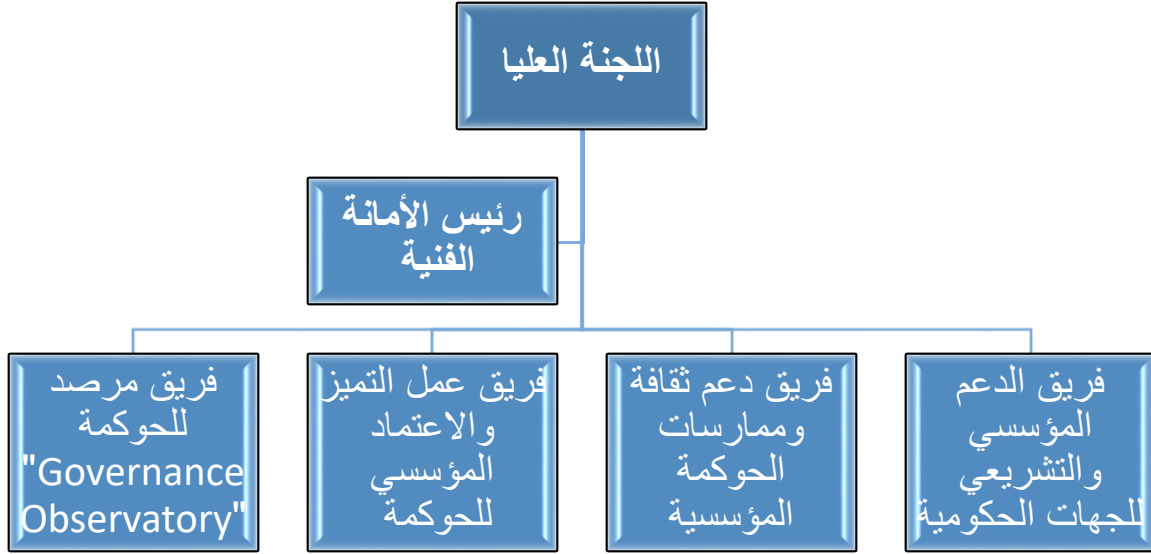 اللجنة العليا
رئيس الأمانة
الفنية
فريق الدعم
المؤسسي
والتشريعي
للجهات الحكومية
فريق دعم ثقافة
وممارسات
الحوكمة
المؤسسية
فريق عمل التميز
والاعتماد
المؤسسي
للحوكمة
فريق مرصد
للحوكمة
"Governance
Observatory"